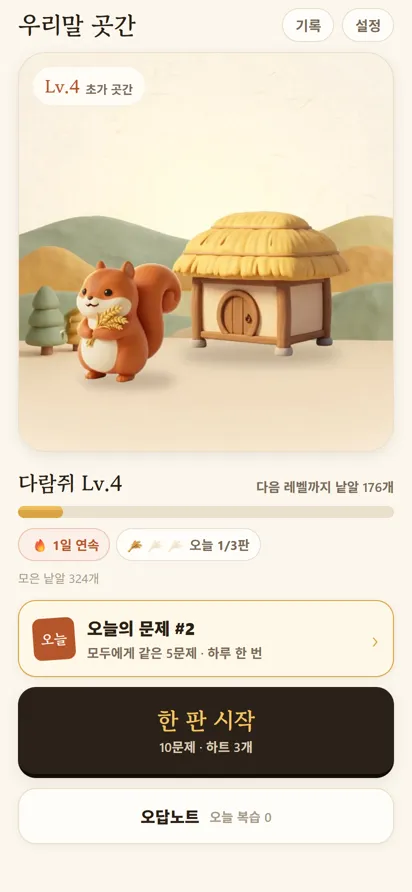 우리말 곳간
기록
설정
Lv.4 초가 곳간
다람쥐 Lv.4
다음 레벨까지 낱알 176개
1일 연속
오늘 1/3판
모은 낱알 324개
오늘
오늘의 문제 #2
모두에게 같은 5문제 · 하루 한 번
한 판 시작
10문제 · 하트 3개
오답노트 오늘 복습 0